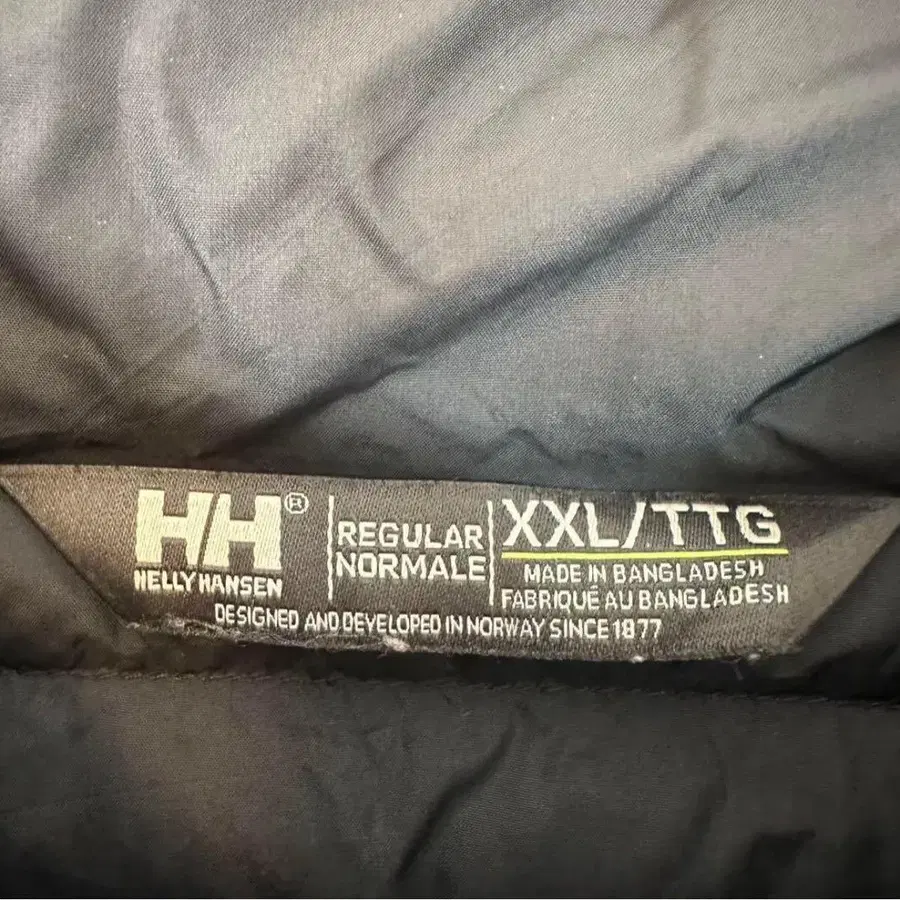 HH®
HELLY HANSEN
REGULAR
NORMALE
XXL/TTG
MADE IN BANGLADESH
FABRIQUÉ AU BANGLADESH
DESIGNED AND DEVELOPED IN NORWAY SINCE 1877